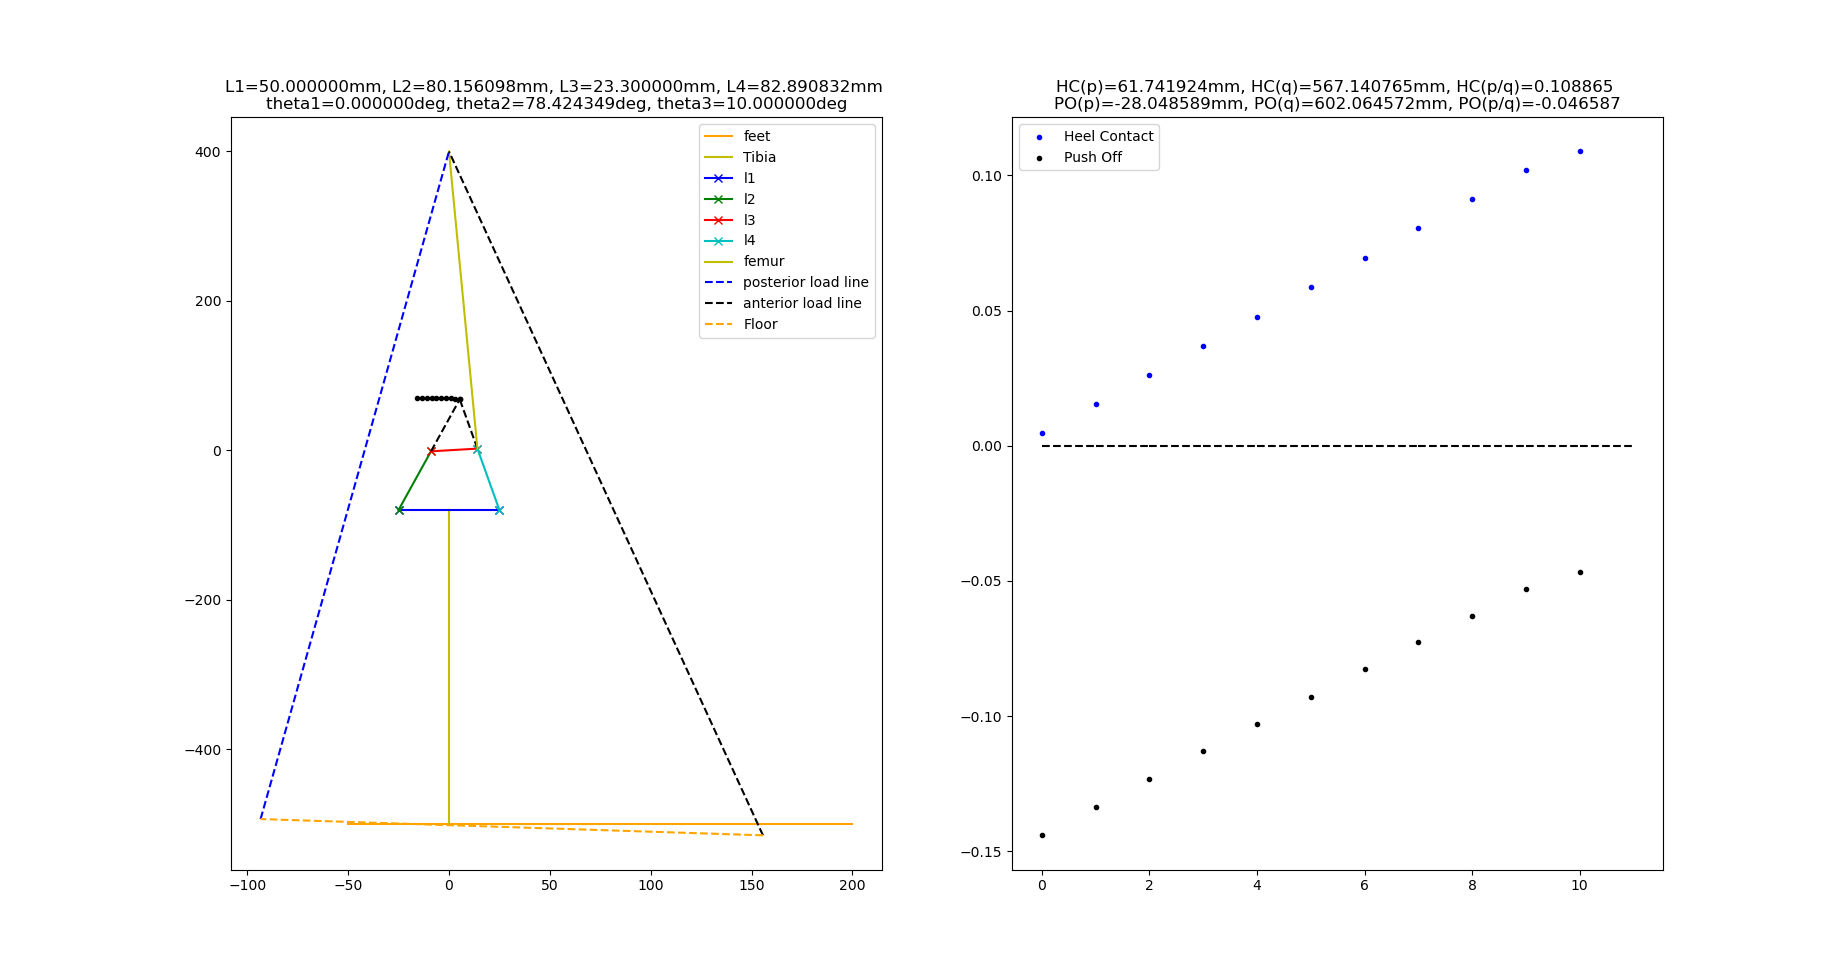 L1=50.000000mm, L2=80.156098mm, L3=23.300000mm, L4=82.890832mm
theta1=0.000000deg, theta2=78.424349deg, theta3=10.000000deg
400
200
0
−200
−400
−100
−50
0
50
100
150
200
feet
Tibia
l1
l2
l3
l4
femur
posterior load line
anterior load line
Floor
HC(p)=61.741924mm, HC(q)=567.140765mm, HC(p/q)=0.108865
PO(p)=-28.048589mm, PO(q)=602.064572mm, PO(p/q)=-0.046587
Heel Contact
Push Off
0.10
0.05
0.00
−0.05
−0.10
−0.15
0
2
4
6
8
10